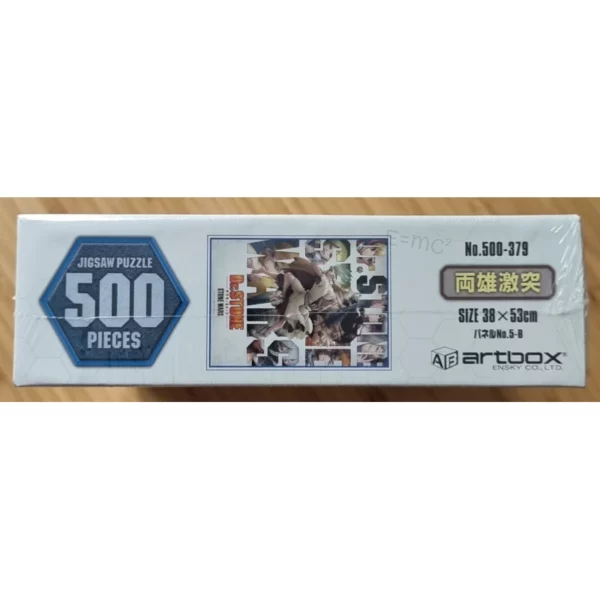 JIGSAW PUZZLE
500
PIECES
Dr.STONE
STONE WARS
E=mc²
No.500-379
両雄激突
SIZE 38×53cm
パネルNo.5-B
artbox
ENSKY CO., LTD.